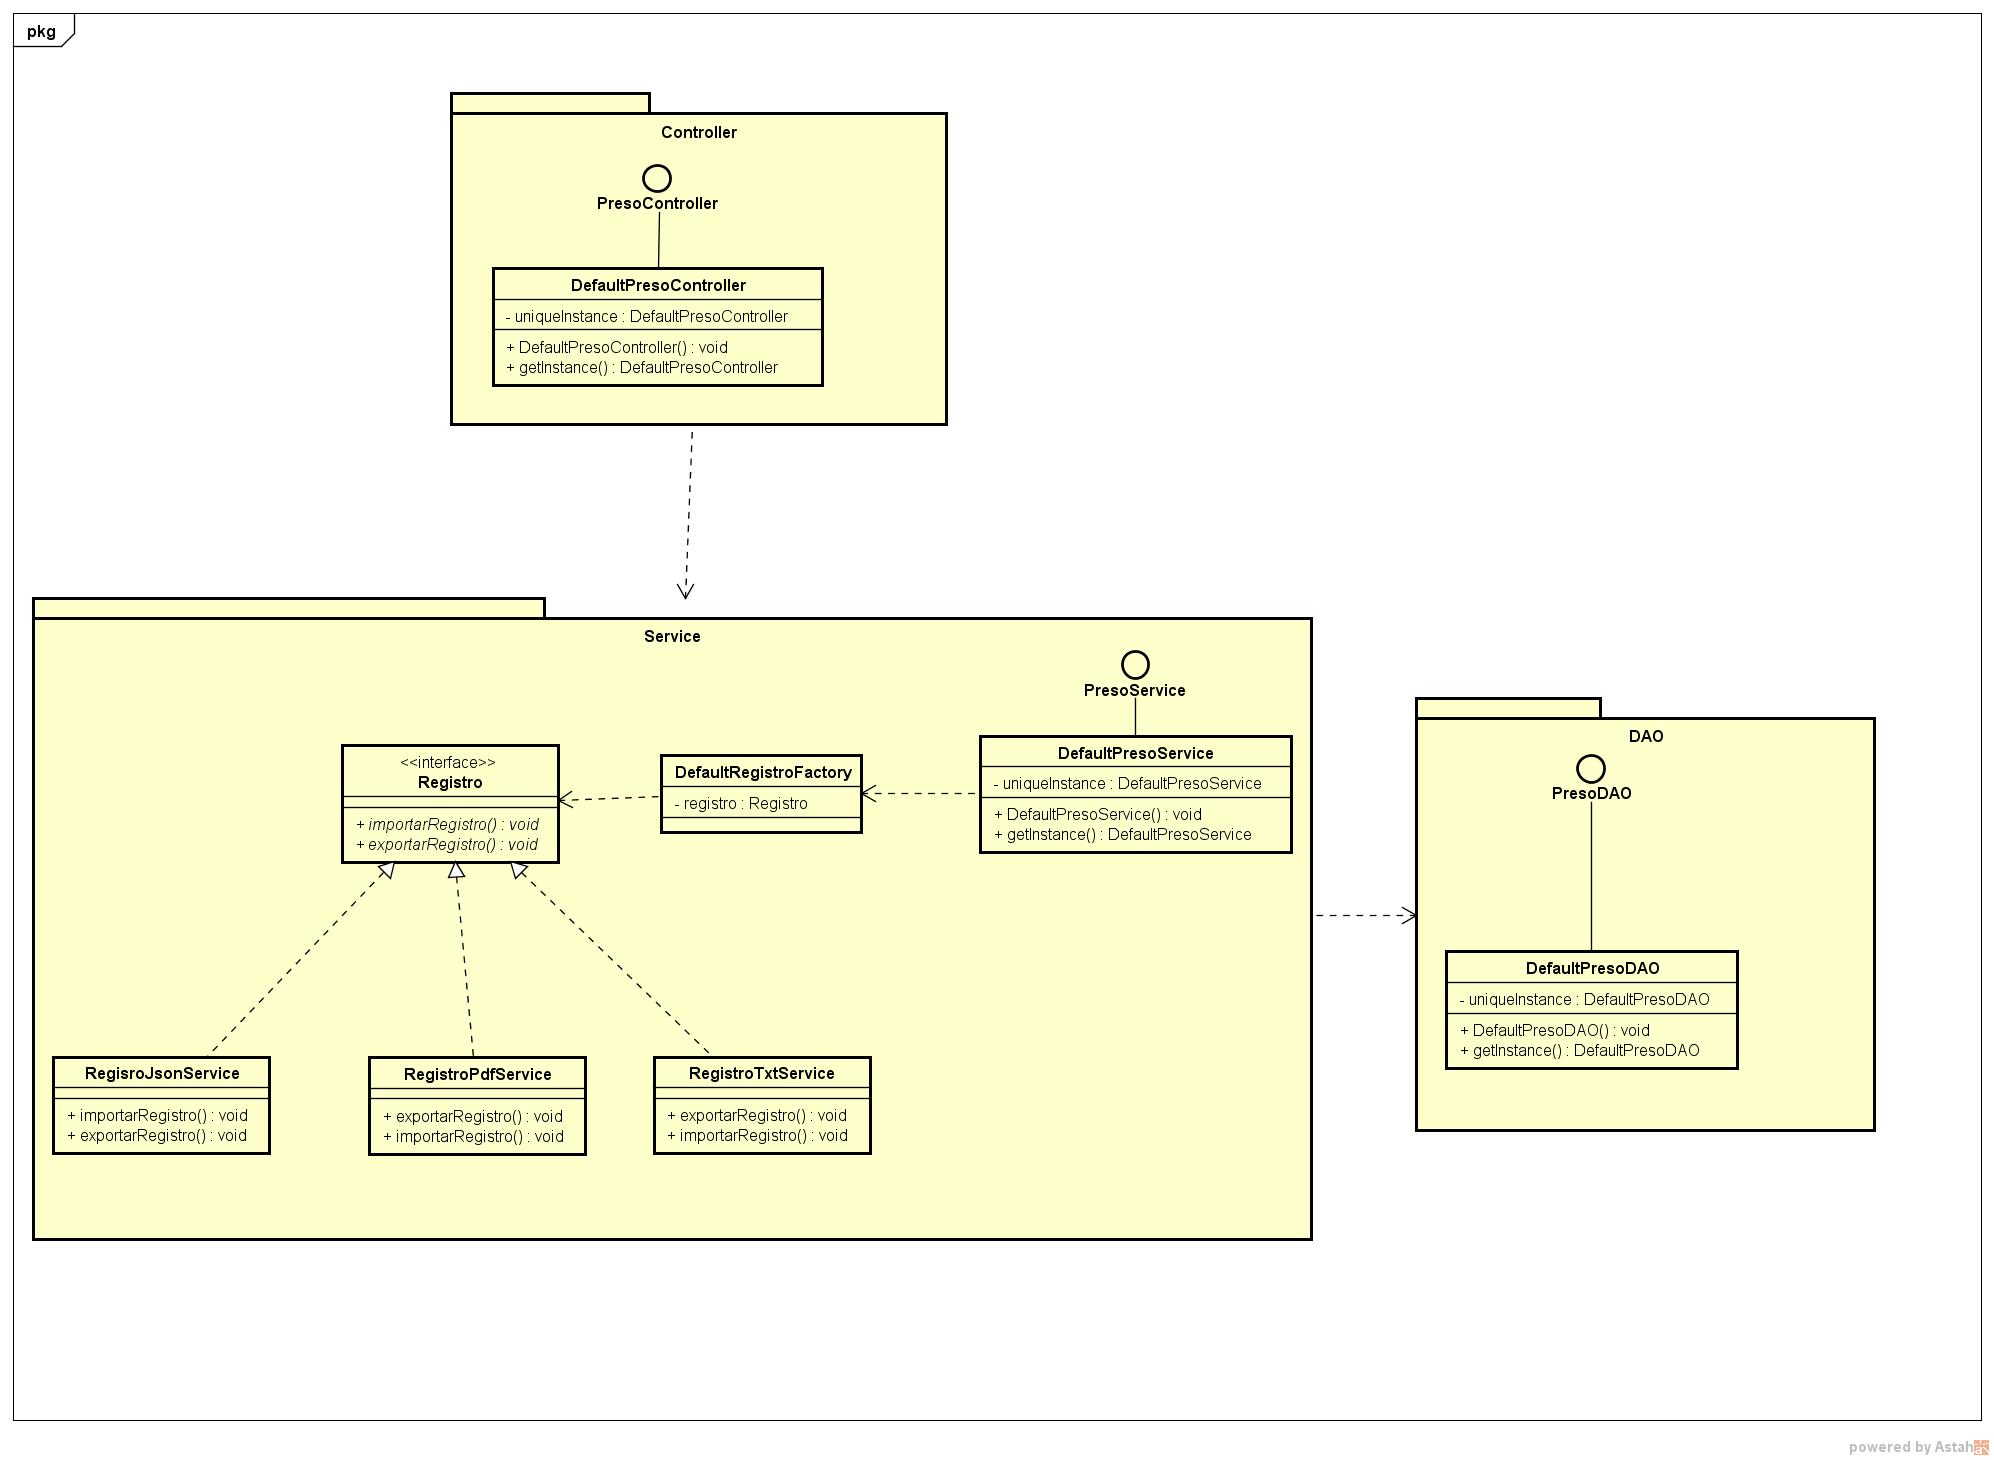 pkg
Controller
PresoController
DefaultPresoController
- uniqueInstance : DefaultPresoController
+ DefaultPresoController() : void
+ getInstance() : DefaultPresoController
Service
PresoService
<<interface>>
Registro
+ importarRegistro() : void
+ exportarRegistro() : void
DefaultRegistroFactory
- registro : Registro
DefaultPresoService
- uniqueInstance : DefaultPresoService
+ DefaultPresoService() : void
+ getInstance() : DefaultPresoService
RegisroJsonService
+ importarRegistro() : void
+ exportarRegistro() : void
RegistroPdfService
+ exportarRegistro() : void
+ importarRegistro() : void
RegistroTxtService
+ exportarRegistro() : void
+ importarRegistro() : void
DAO
PresoDAO
DefaultPresoDAO
- uniqueInstance : DefaultPresoDAO
+ DefaultPresoDAO() : void
+ getInstance() : DefaultPresoDAO
powered by Astah